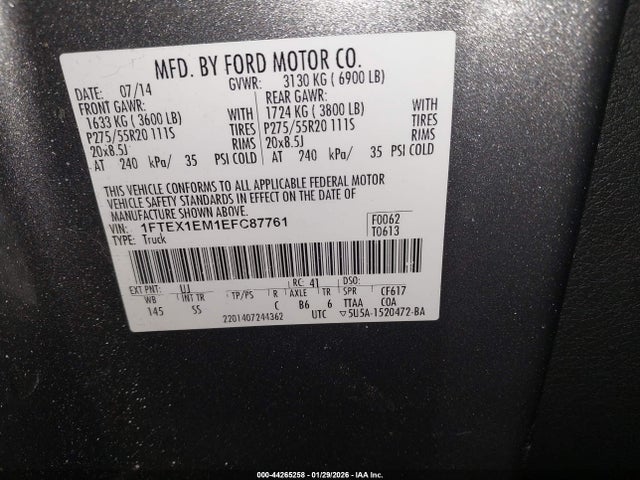 MFD. BY FORD MOTOR CO.
DATE: 07/14 GVWR: 3130 KG ( 6900 LB)
FRONT GAWR: REAR GAWR:
1633 KG ( 3600 LB) WITH 1724 KG ( 3800 LB) WITH
P275/55R20 111S TIRES P275/55R20 111S TIRES
20x8.5J RIMS 20x8.5J RIMS
AT 240 kPa/ 35 PSI COLD AT 240 kPa/ 35 PSI COLD
THIS VEHICLE CONFORMS TO ALL APPLICABLE FEDERAL MOTOR
VEHICLE SAFETY STANDARDS IN EFFECT ON THE DATE OF
MANUFACTURE SHOWN ABOVE.
VIN: 1FTEX1EM1EFC87761 F0062
TYPE: Truck T0613
EXT PNT: UJ RC: 41 DSO:
WB INT TR TP/PS R AXLE TR SPR CF617
145 SS C B6 6 TTAA COA
2201407244362 UTC ▽5U5A-1520472-BA
000-44265258 - 01/29/2026 - IAA Inc.